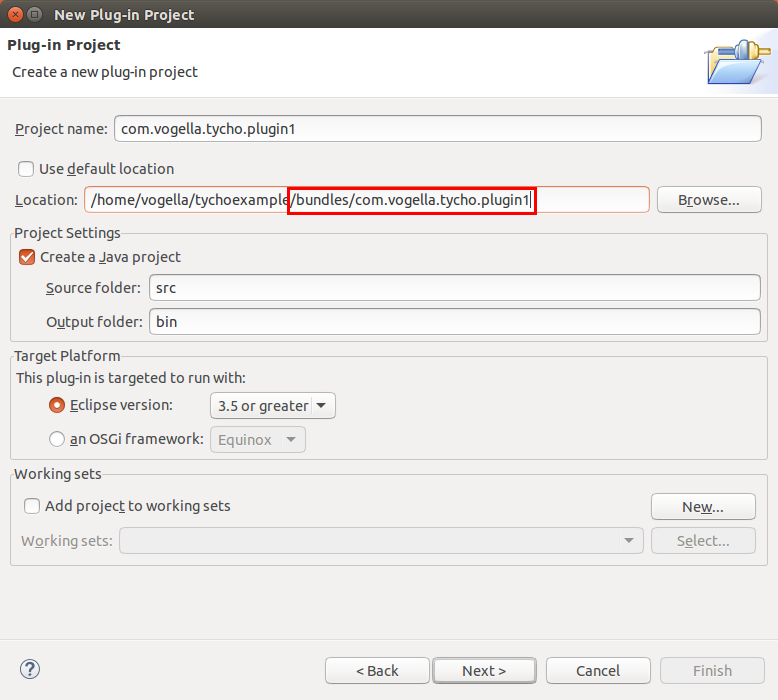 New Plug-in Project
Plug-in Project
Create a new plug-in project
Project name: com.vogella.tycho.plugin1
Use default location
Location: /home/vogella/tychoexample/bundles/com.vogella.tycho.plugin1 Browse...
Project Settings
Create a Java project
Source folder: src
Output folder: bin
Target Platform
This plug-in is targeted to run with:
Eclipse version: 3.5 or greater
an OSGi framework: Equinox
Working sets
Add project to working sets New...
Working sets: Select...
? < Back Next > Cancel Finish